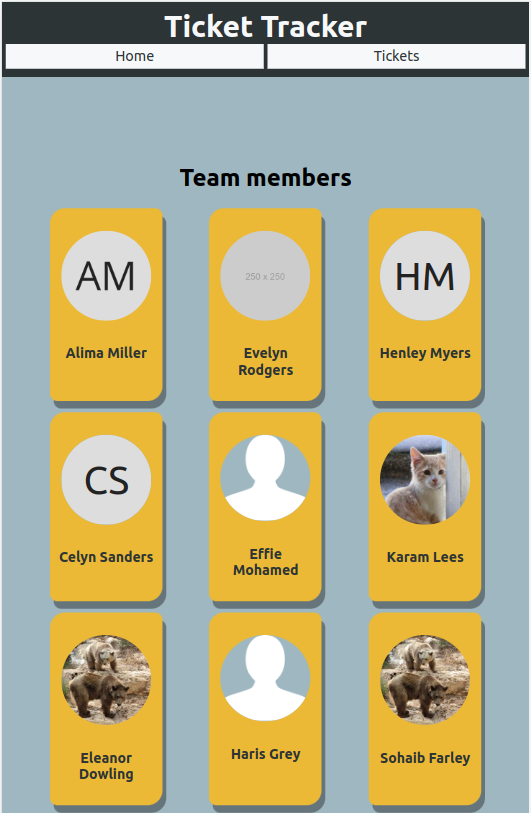 Ticket Tracker
Home
Tickets
Team members
AM
Alima Miller
250 x 250
Evelyn
Rodgers
HM
Henley Myers
CS
Celyn Sanders
Effie
Mohamed
Karam Lees
Eleanor
Dowling
Haris Grey
Sohaib Farley